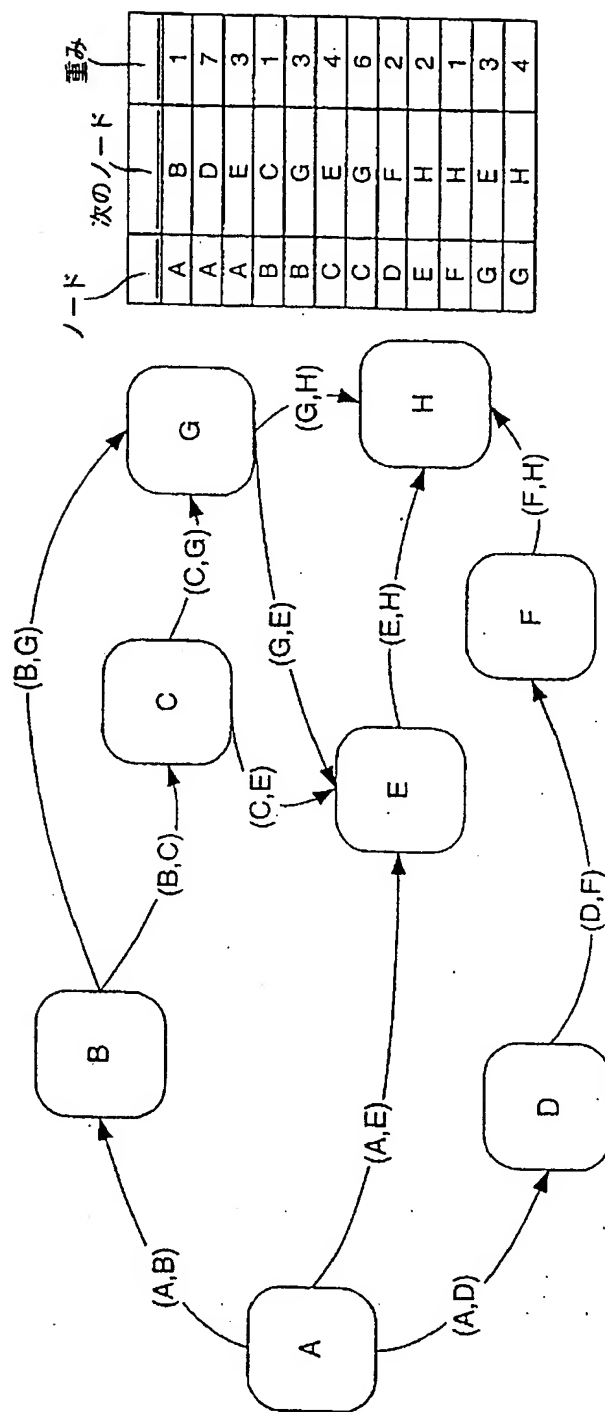 ノード 次のノード 重み
A B 1
A D 7
A E 3
B C 1
B G 3
C E 4
C G 6
D F 2
E H 2
F H 1
G E 3
G H 4
A
B
C
D
E
F
G
H
(A,B)
(A,E)
(A,D)
(B,G)
(B,C)
(C,G)
(C,E)
(G,E)
(G,H)
(E,H)
(D,F)
(F,H)